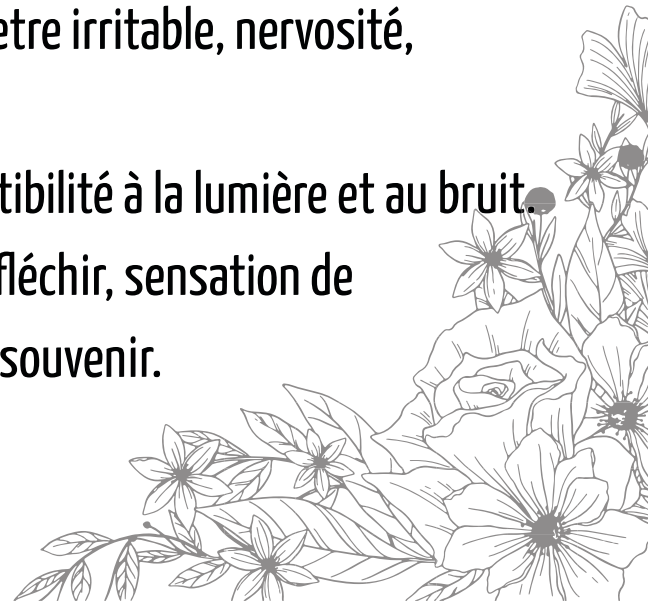 etre irritable, nervosité,
tibilité à la lumière et au bruit.
fléchir, sensation de
souvenir.